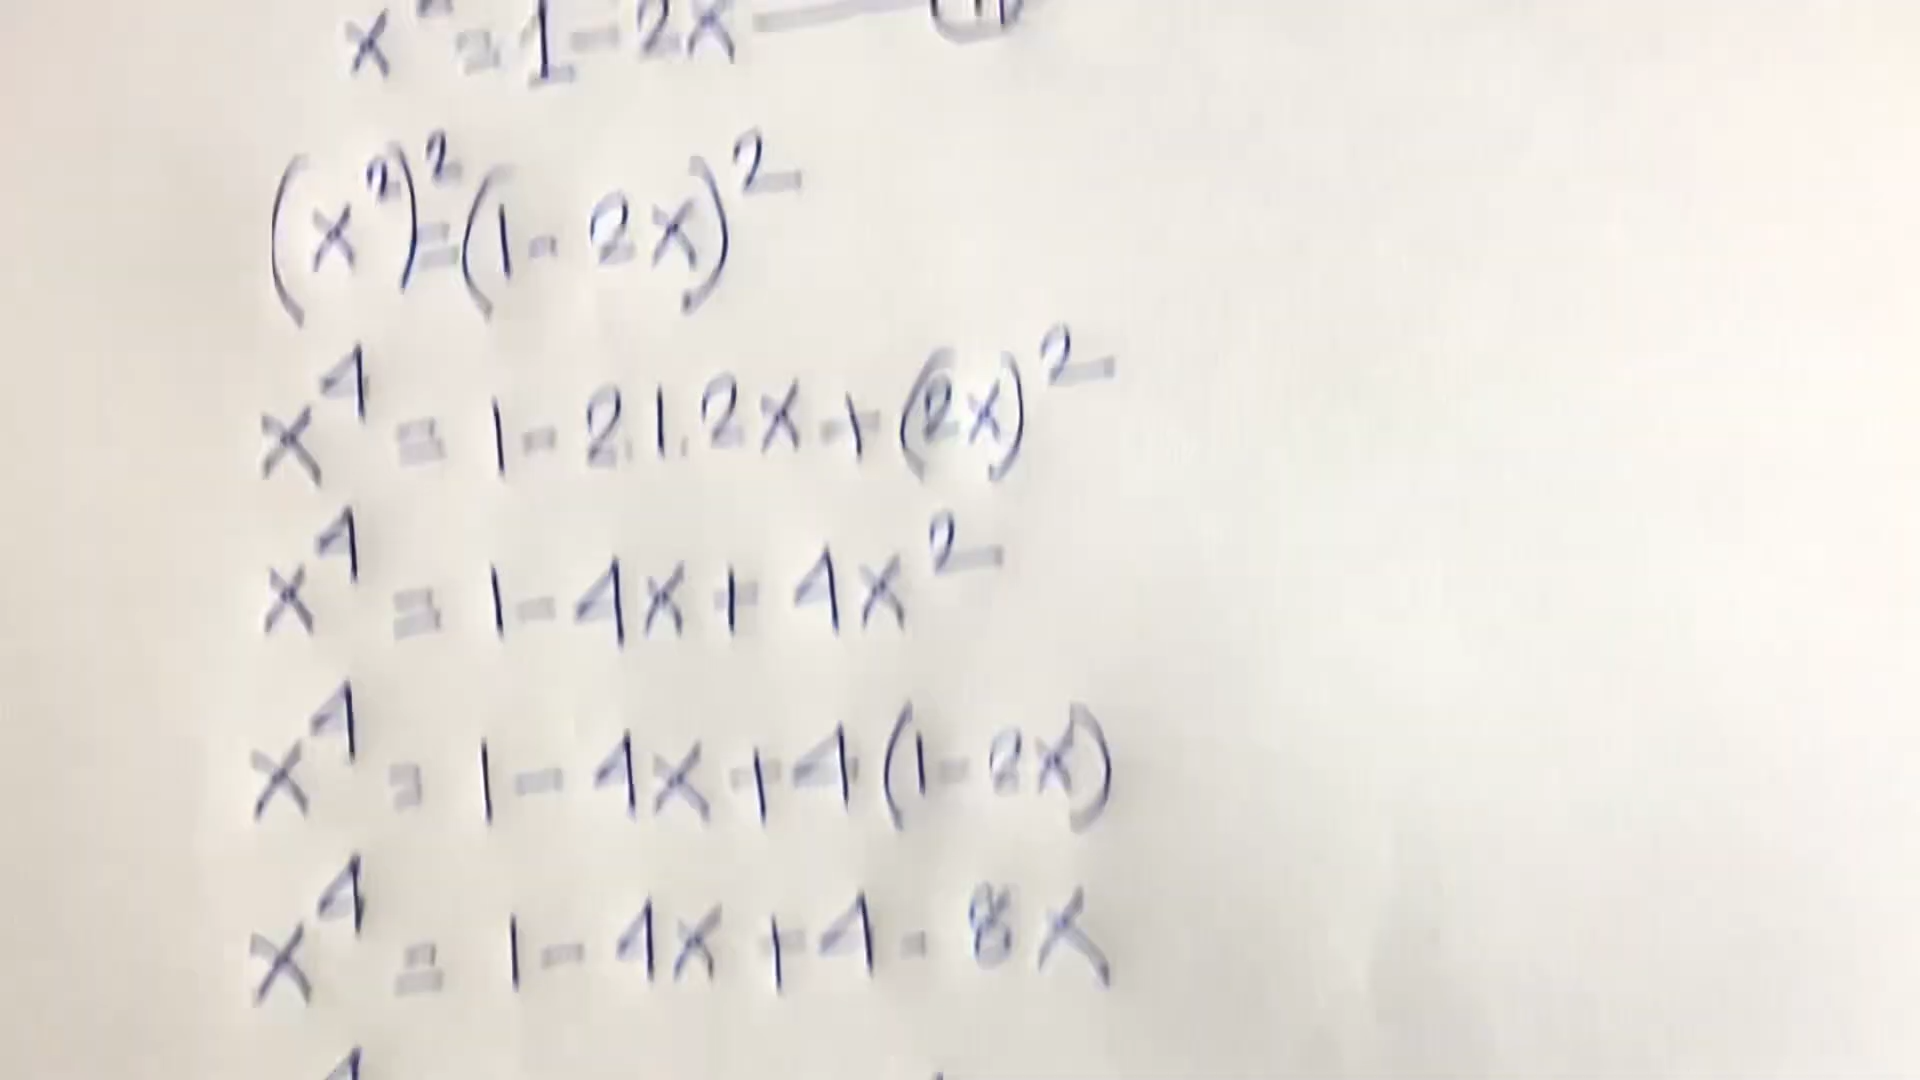 x² = 1 - 2x
(x²)² = (1 - 2x)²
x⁴ = 1 - 2.1.2x + (2x)²
x⁴ = 1 - 4x + 4x²
x⁴ = 1 - 4x + 4(1 - 2x)
x⁴ = 1 - 4x + 4 - 8x